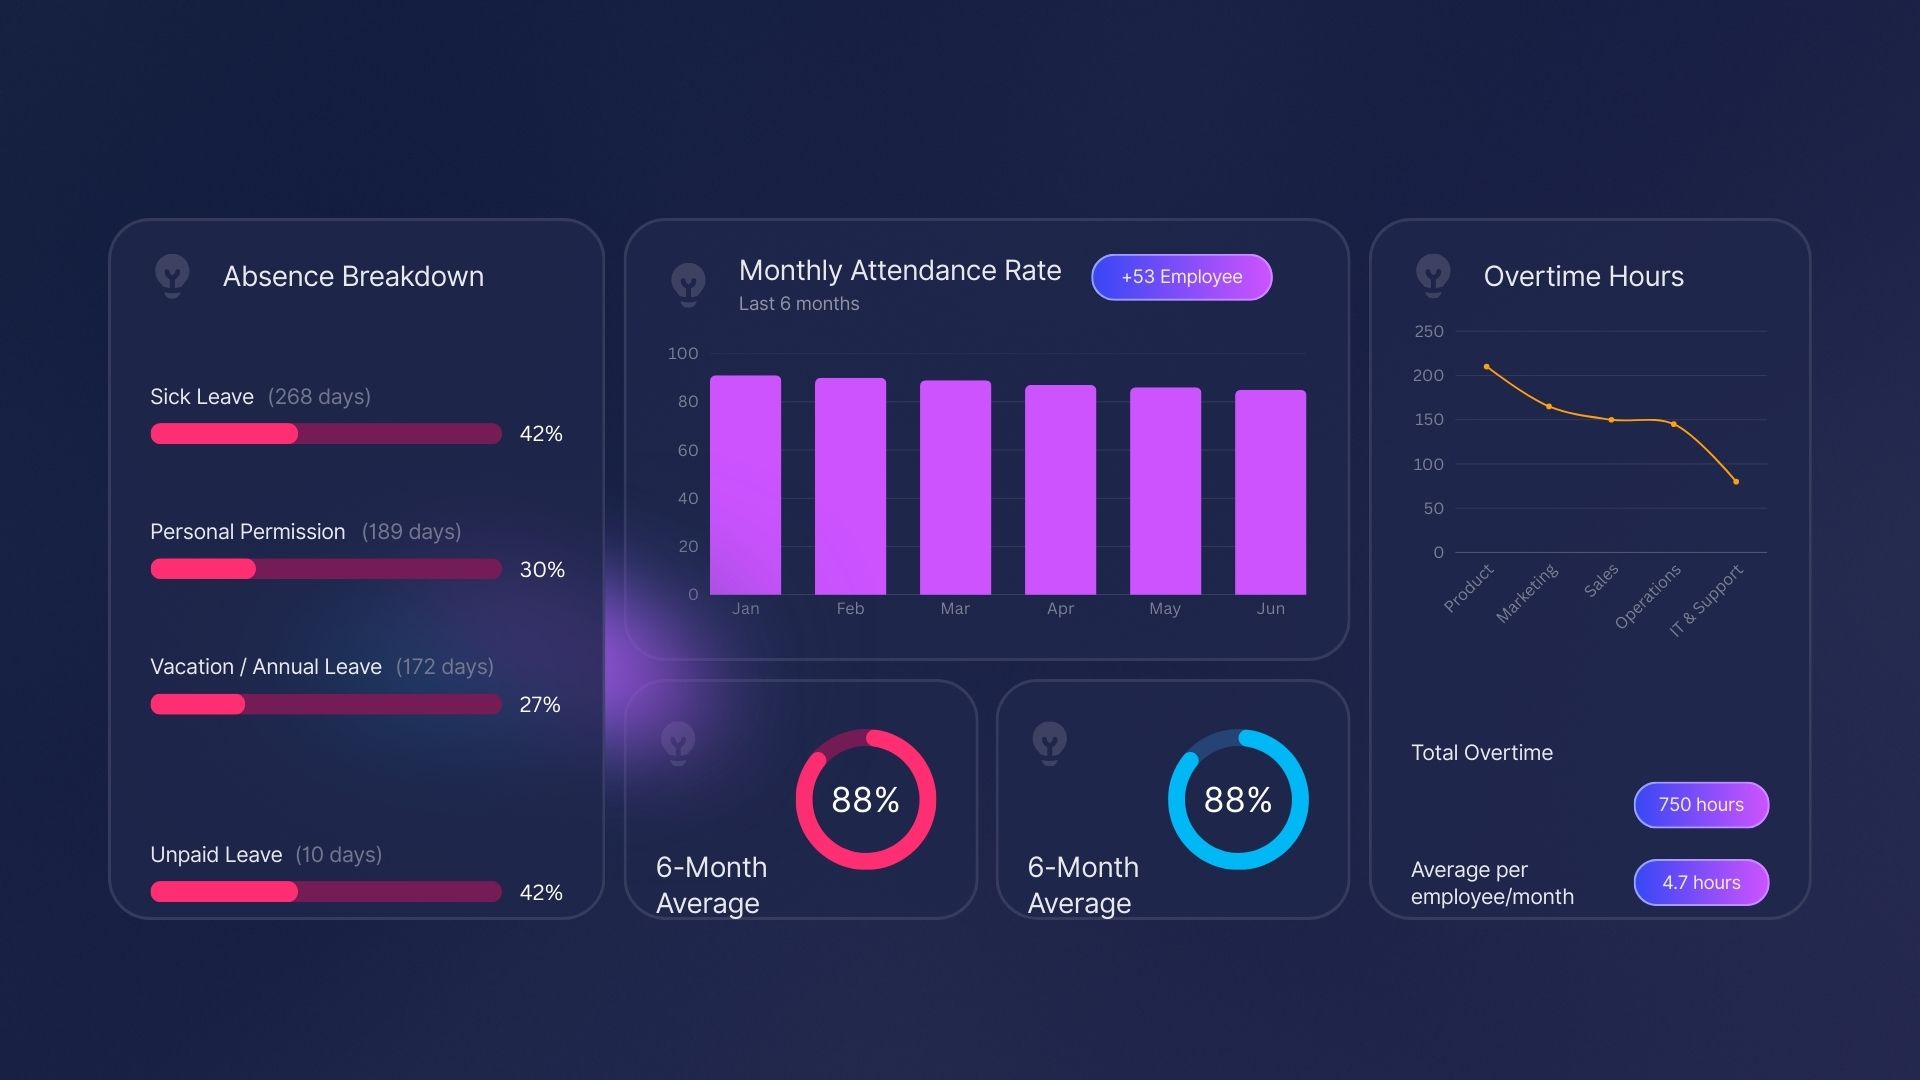 Absence Breakdown
Sick Leave (268 days)
42%
Personal Permission (189 days)
30%
Vacation / Annual Leave (172 days)
27%
Unpaid Leave (10 days)
42%
Monthly Attendance Rate
Last 6 months
+53 Employee
100
80
60
40
20
0
Jan Feb Mar Apr May Jun
88%
6-Month
Average
88%
6-Month
Average
Overtime Hours
250
200
150
100
50
0
Product Marketing Sales Operations IT & Support
Total Overtime
750 hours
Average per
employee/month
4.7 hours